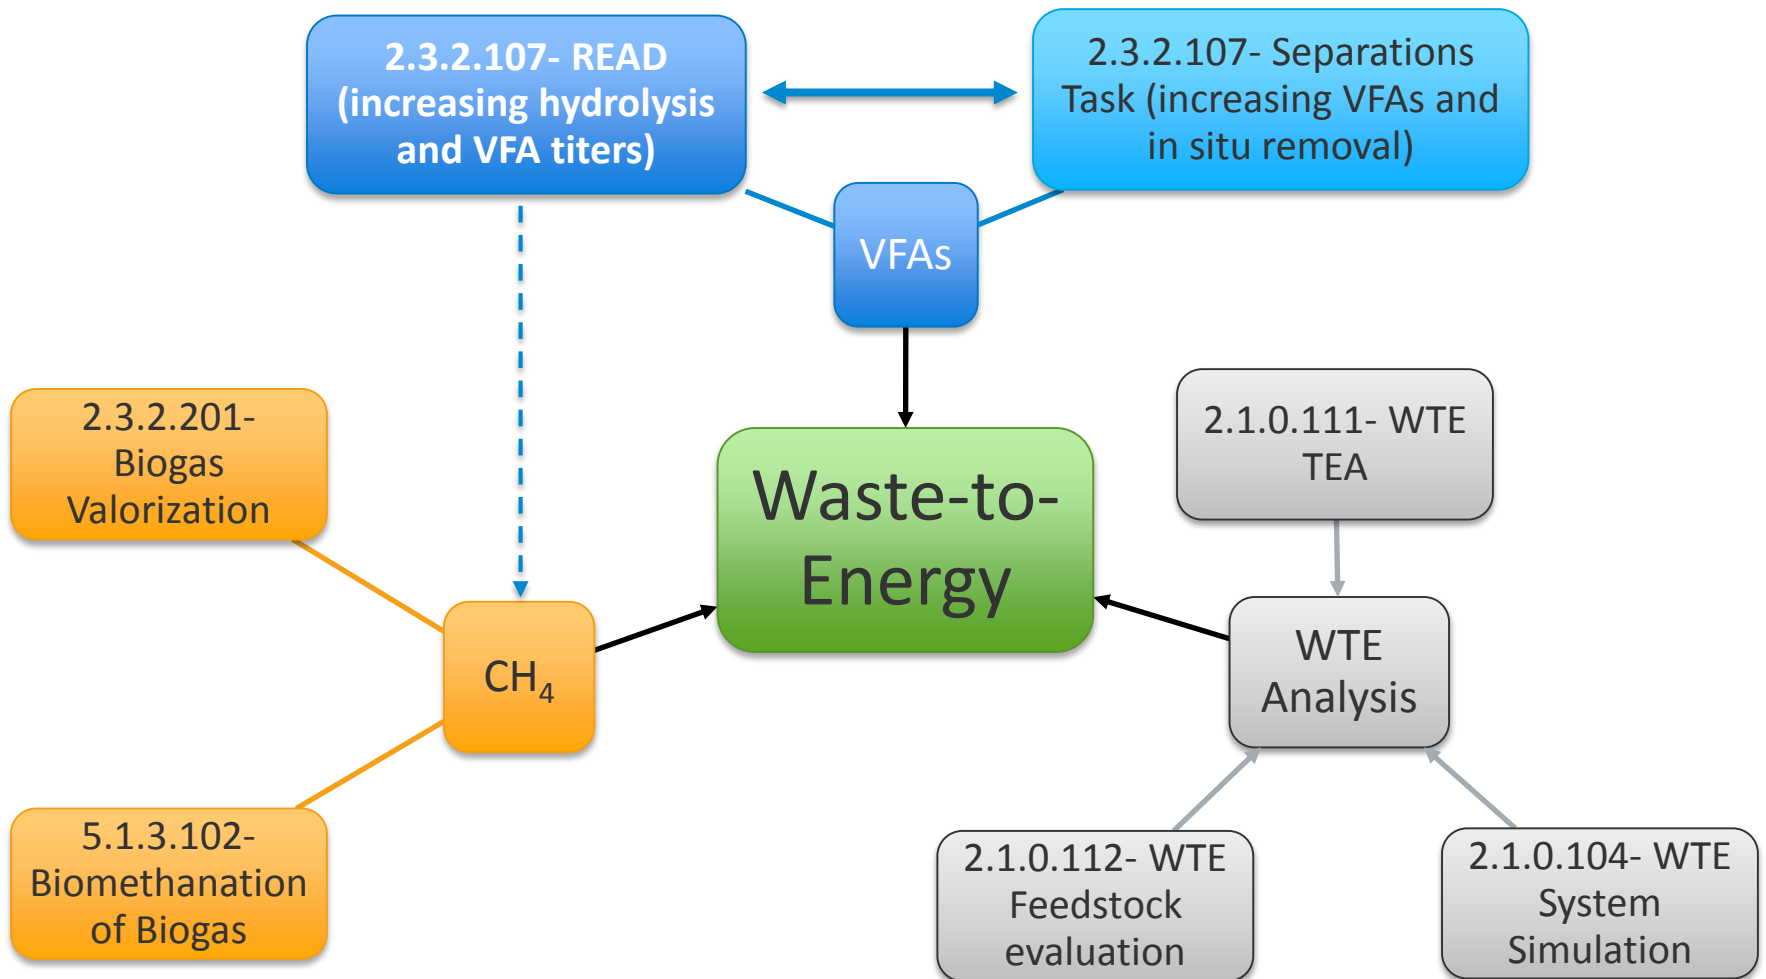 2.3.2.107- READ
(increasing hydrolysis
and VFA titers)
2.3.2.107- Separations
Task (increasing VFAs and
in situ removal)
VFAs
2.3.2.201-
Biogas
Valorization
Waste-to-
Energy
2.1.0.111- WTE
TEA
CH₄
WTE
Analysis
5.1.3.102-
Biomethanation
of Biogas
2.1.0.112- WTE
Feedstock
evaluation
2.1.0.104- WTE
System
Simulation